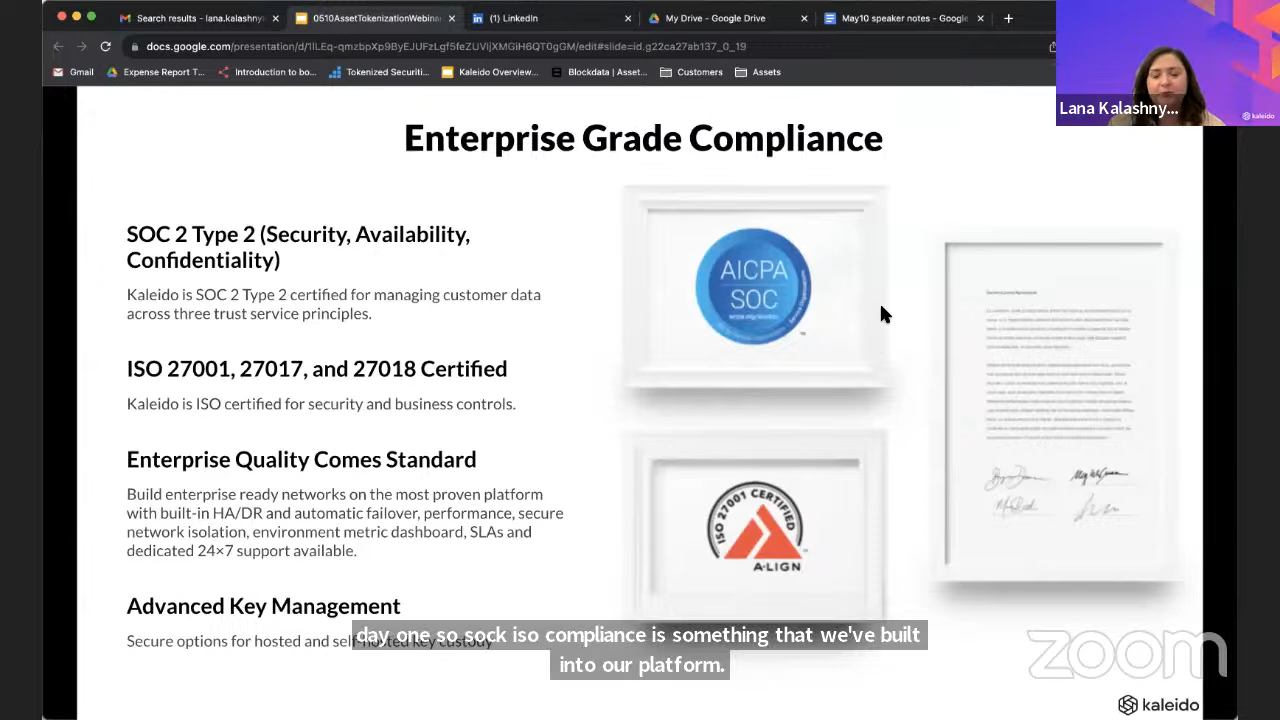 Search results - lana.kalashny
0510AssetTokenizationWebina
(1) LinkedIn
My Drive - Google Drive
May10 speaker notes - Google
docs.google.com/presentation/d/1lLEq-qmzbpXp9ByEJUFzLgf5feZUVljXMGiH6QT0gGM/edit#slide=id.g22ca27ab137_0_19
Gmail
Expense Report T...
Introduction to bo...
Tokenized Securiti...
Kaleido Overview...
Blockdata | Asset...
Customers
Assets
Lana Kalashny...
kaleido
Enterprise Grade Compliance
SOC 2 Type 2 (Security, Availability,
Confidentiality)
Kaleido is SOC 2 Type 2 certified for managing customer data
across three trust service principles.
ISO 27001, 27017, and 27018 Certified
Kaleido is ISO certified for security and business controls.
Enterprise Quality Comes Standard
Build enterprise ready networks on the most proven platform
with built-in HA/DR and automatic failover, performance, secure
network isolation, environment metric dashboard, SLAs and
dedicated 24×7 support available.
Advanced Key Management
Secure options for hosted and self-hosted key custody
AICPA
SOC
ISO 27001 CERTIFIED
A-LIGN
day one so sock iso compliance is something that we've built
into our platform.
zoom
kaleido